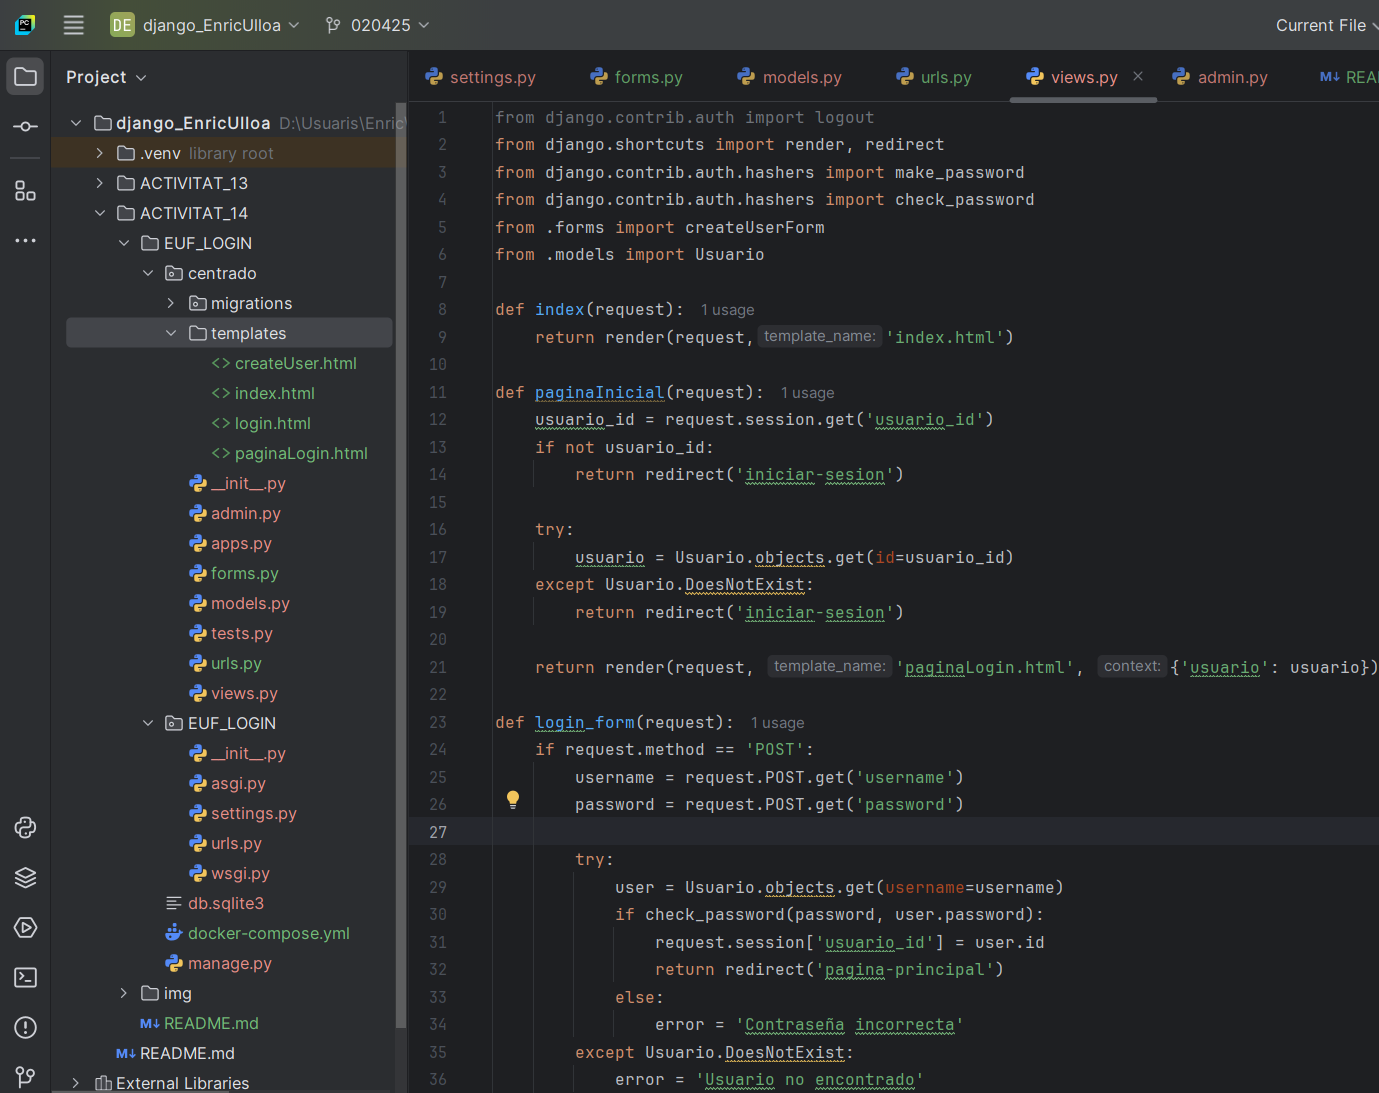 DE django_EnricUlloa 020425 Current File
Project
settings.py forms.py models.py urls.py views.py × admin.py M↓ REA
django_EnricUlloa D:\Usuaris\Enric\
.venv library root
ACTIVITAT_13
ACTIVITAT_14
EUF_LOGIN
centrado
migrations
templates
<> createUser.html
<> index.html
<> login.html
<> paginaLogin.html
__init__.py
admin.py
apps.py
forms.py
models.py
tests.py
urls.py
views.py
EUF_LOGIN
__init__.py
asgi.py
settings.py
urls.py
wsgi.py
db.sqlite3
docker-compose.yml
manage.py
img
M↓ README.md
M↓ README.md
External Libraries
1 from django.contrib.auth import logout
2 from django.shortcuts import render, redirect
3 from django.contrib.auth.hashers import make_password
4 from django.contrib.auth.hashers import check_password
5 from .forms import createUserForm
6 from .models import Usuario
7
8 def index(request): 1 usage
9 return render(request, template_name: 'index.html')
10
11 def paginaInicial(request): 1 usage
12 usuario_id = request.session.get('usuario_id')
13 if not usuario_id:
14 return redirect('iniciar-sesion')
15
16 try:
17 usuario = Usuario.objects.get(id=usuario_id)
18 except Usuario.DoesNotExist:
19 return redirect('iniciar-sesion')
20
21 return render(request, template_name: 'paginaLogin.html', context: {'usuario': usuario})
22
23 def login_form(request): 1 usage
24 if request.method == 'POST':
25 username = request.POST.get('username')
26 password = request.POST.get('password')
27
28 try:
29 user = Usuario.objects.get(username=username)
30 if check_password(password, user.password):
31 request.session['usuario_id'] = user.id
32 return redirect('pagina-principal')
33 else:
34 error = 'Contraseña incorrecta'
35 except Usuario.DoesNotExist:
36 error = 'Usuario no encontrado'